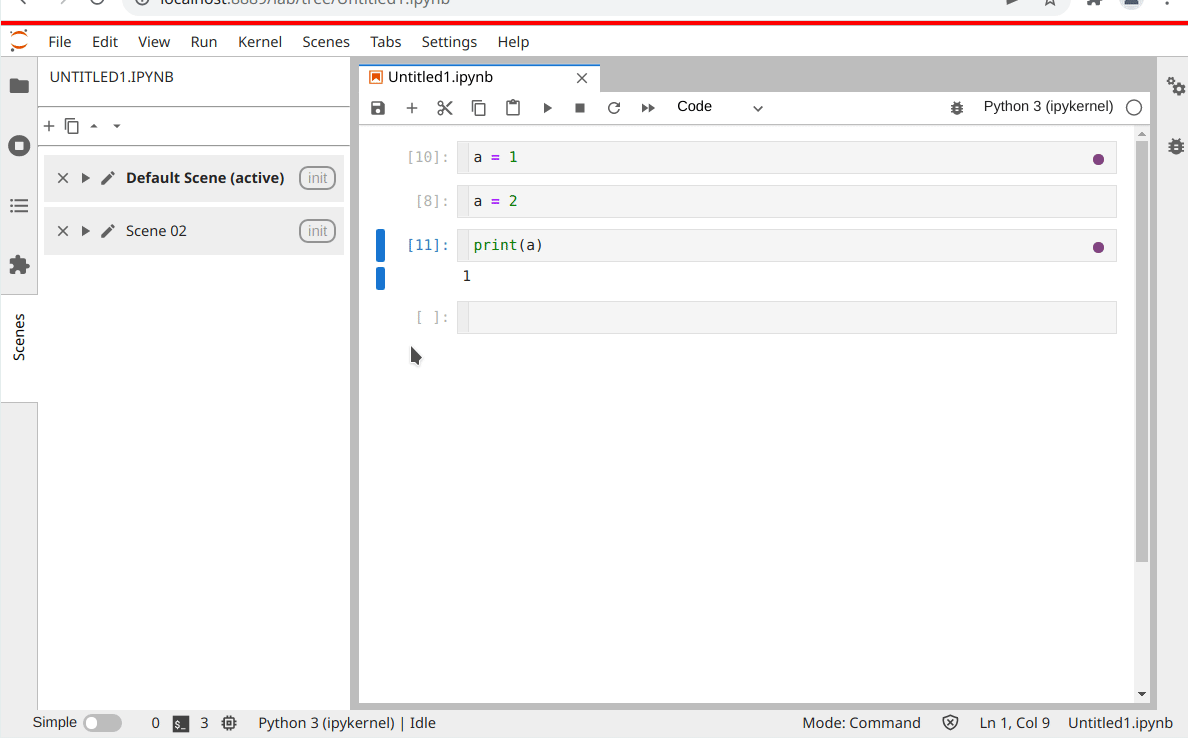 localhost:8889/lab/tree/Untitled1.ipynb
File Edit View Run Kernel Scenes Tabs Settings Help
UNTITLED1.IPYNB
Default Scene (active) init
Scene 02 init
Scenes
Untitled1.ipynb
Code
Python 3 (ipykernel)
[10]: a = 1
[8]: a = 2
[11]: print(a)
1
[ ]:
Simple 0 $_ 3 Python 3 (ipykernel) | Idle Mode: Command Ln 1, Col 9 Untitled1.ipynb